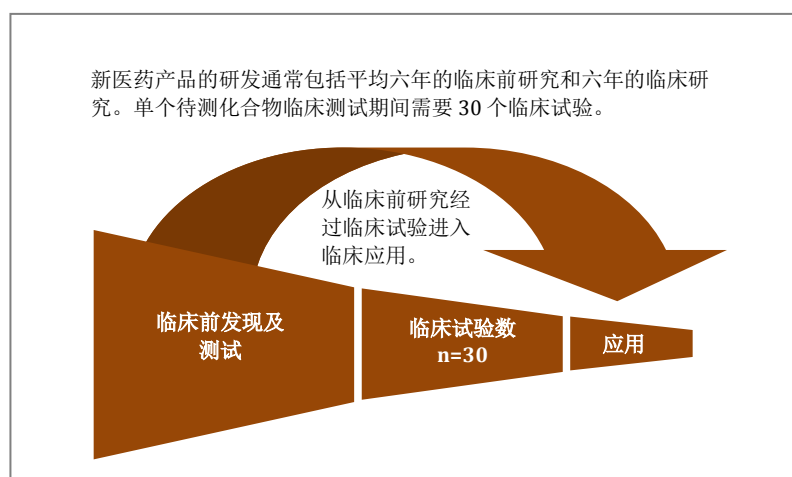 新医药产品的研发通常包括平均六年的临床前研究和六年的临床研
究。单个待测化合物临床测试期间需要 30 个临床试验。
从临床前研究经
过临床试验进入
临床应用。
临床前发现及
测试
临床试验数
n=30
应用